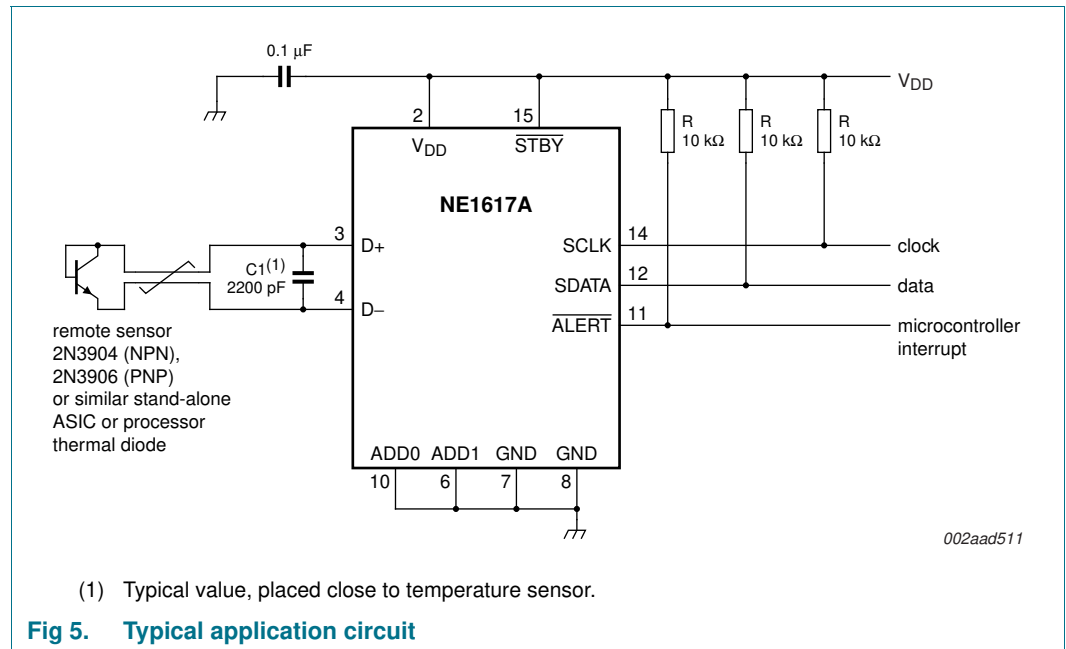 0.1 µF
VDD
2
15
R
10 kΩ
R
10 kΩ
R
10 kΩ
VDD
STBY
NE1617A
3
D+
SCLK
14
clock
C1(1)
2200 pF
SDATA
12
data
4
D−
ALERT
11
microcontroller
interrupt
remote sensor
2N3904 (NPN),
2N3906 (PNP)
or similar stand-alone
ASIC or processor
thermal diode
ADD0 ADD1 GND GND
10
6
7
8
002aad511
(1) Typical value, placed close to temperature sensor.
Fig 5. Typical application circuit